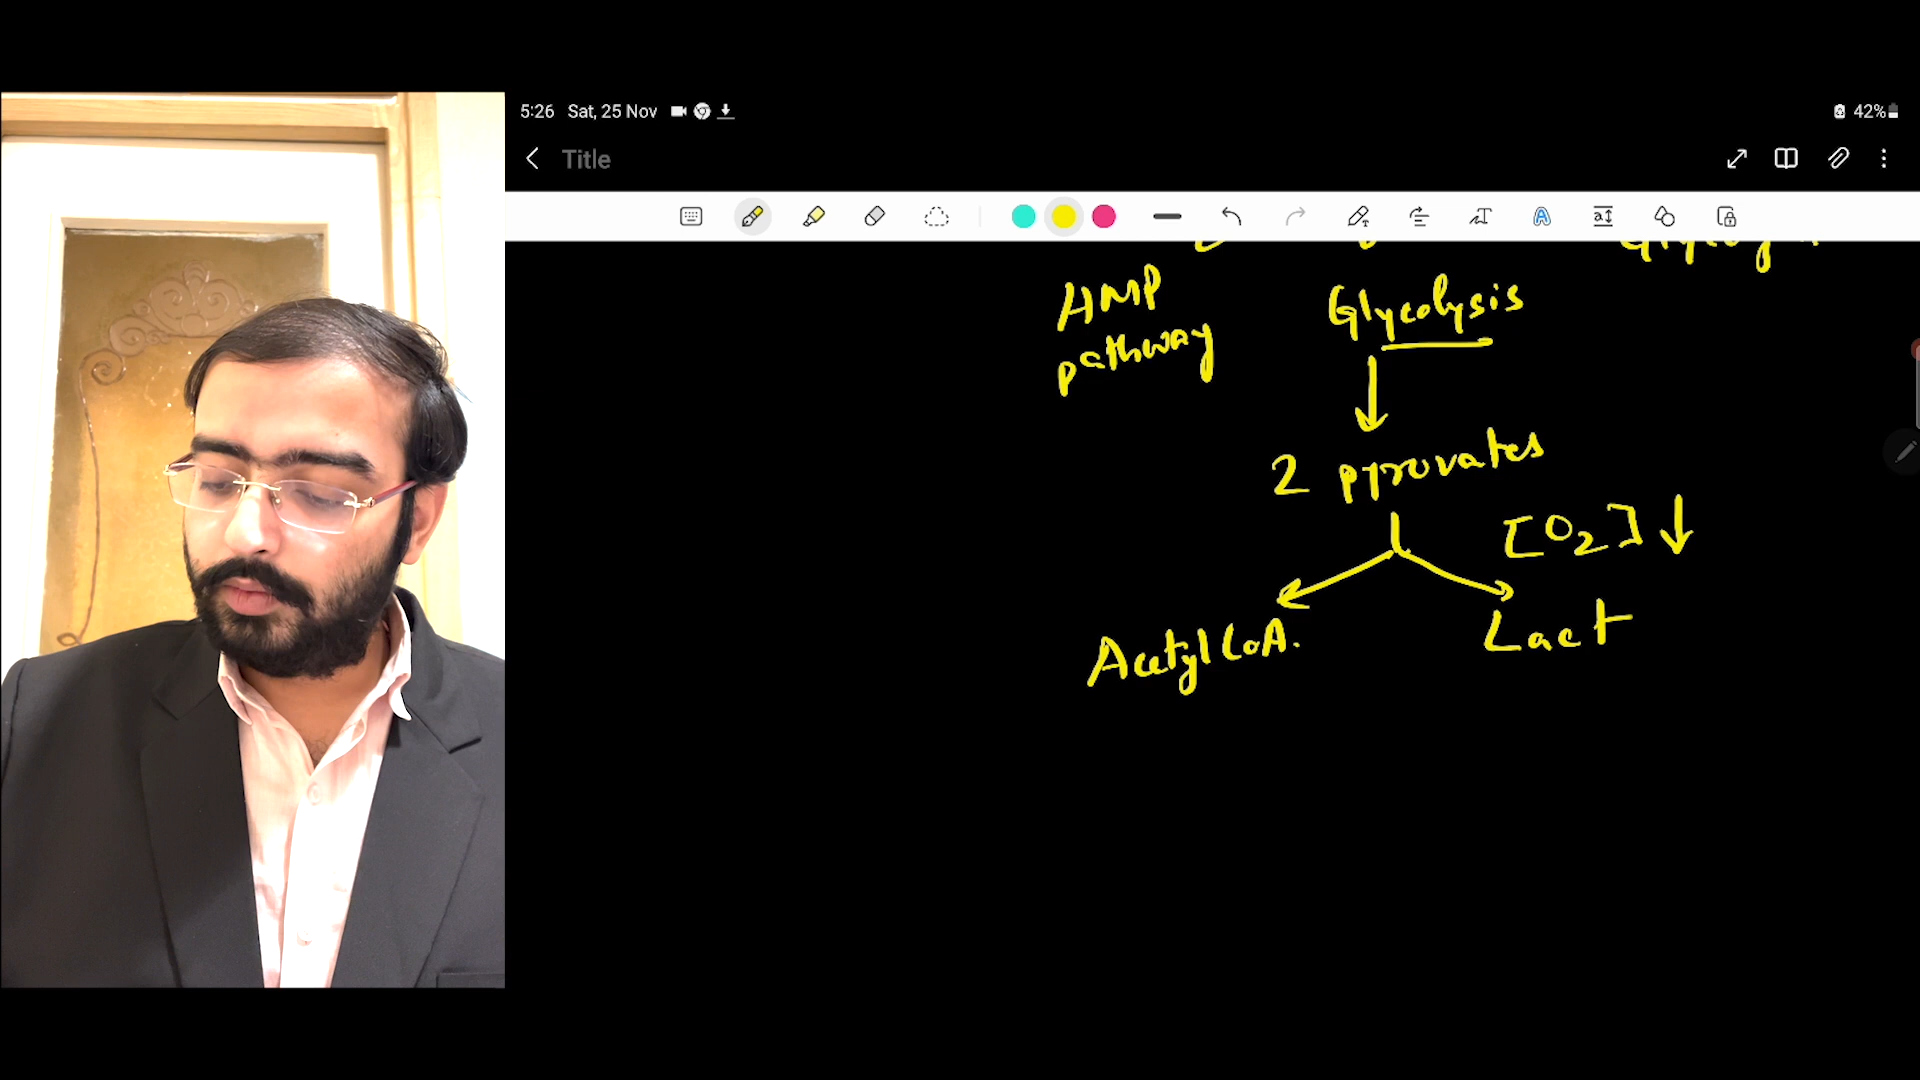 5:26 Sat, 25 Nov 42%
Title
HMP
pathway
Glycolysis
2 pyruvates
[O2] ↓
Acetyl CoA.
Lact